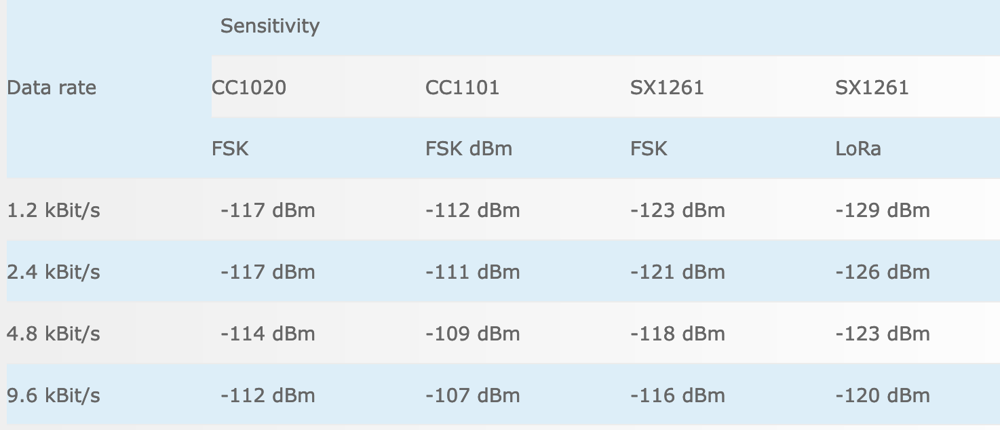 Sensitivity
Data rate CC1020 CC1101 SX1261 SX1261
FSK FSK dBm FSK LoRa
1.2 kBit/s -117 dBm -112 dBm -123 dBm -129 dBm
2.4 kBit/s -117 dBm -111 dBm -121 dBm -126 dBm
4.8 kBit/s -114 dBm -109 dBm -118 dBm -123 dBm
9.6 kBit/s -112 dBm -107 dBm -116 dBm -120 dBm